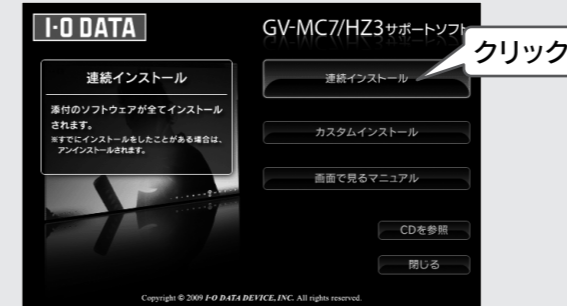 I-O DATA
GV-MC7/HZ3サポートソフト
クリック
連続インストール
添付のソフトウェアが全てインストール
されます。
※すでにインストールをしたことがある場合は、
アンインストールされます。
連続インストール
カスタムインストール
画面で見るマニュアル
CDを参照
閉じる
Copyright © 2009 I-O DATA DEVICE, INC. All rights reserved.